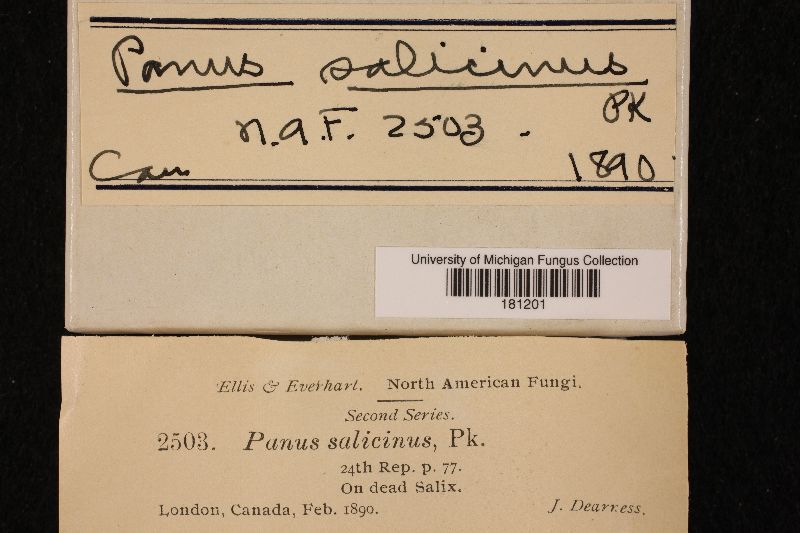 Panus salicinus
PK
N.A.F. 2503.
Can 1890
University of Michigan Fungus Collection
181201
Ellis & Everhart. North American Fungi.
Second Series.
2503. Panus salicinus, Pk.
24th Rep. p. 77.
On dead Salix.
London, Canada, Feb. 1890. J. Dearness.